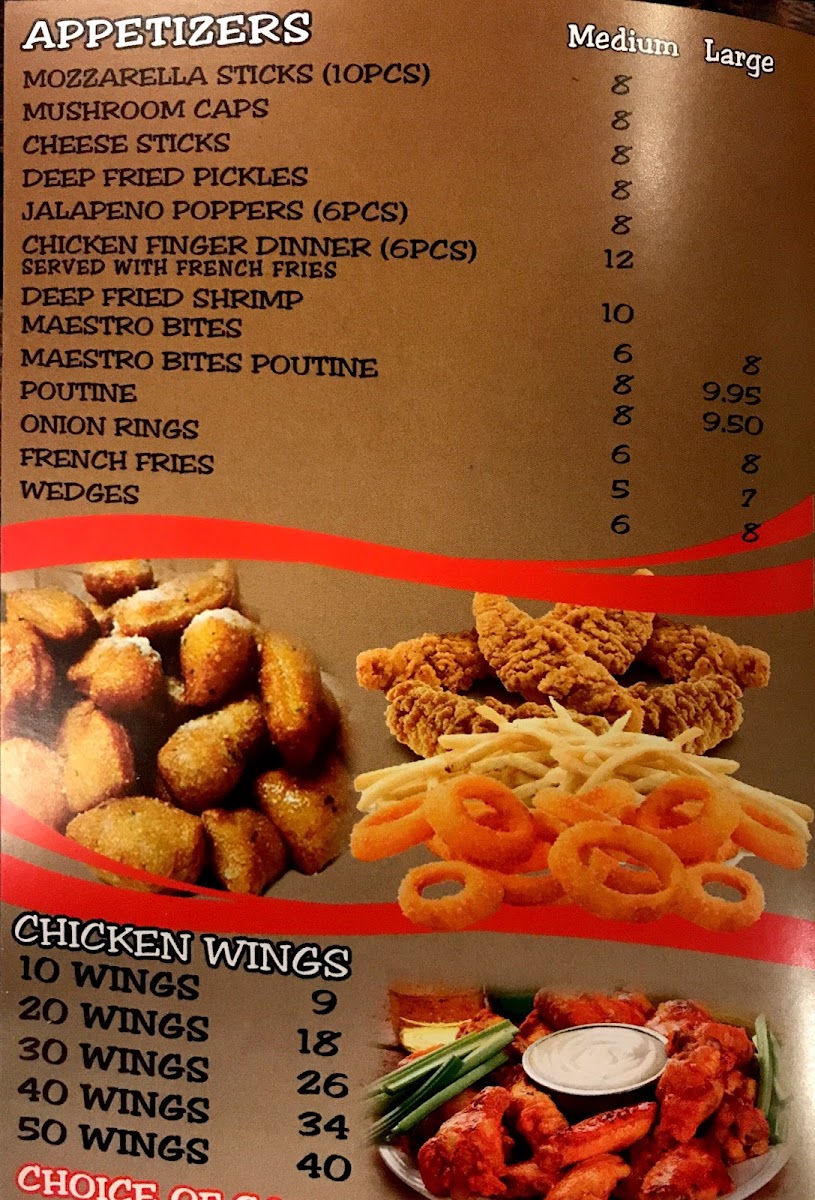 APPETIZERS Medium Large
MOZZARELLA STICKS (10PCS) 8
MUSHROOM CAPS 8
CHEESE STICKS 8
DEEP FRIED PICKLES 8
JALAPENO POPPERS (6PCS) 8
CHICKEN FINGER DINNER (6PCS) 12
SERVED WITH FRENCH FRIES
DEEP FRIED SHRIMP 10
MAESTRO BITES 6 8
MAESTRO BITES POUTINE 8 9.95
POUTINE 8 9.50
ONION RINGS 6 8
FRENCH FRIES 5 7
WEDGES 6 8
CHICKEN WINGS
10 WINGS 9
20 WINGS 18
30 WINGS 26
40 WINGS 34
50 WINGS 40
CHOICE OF